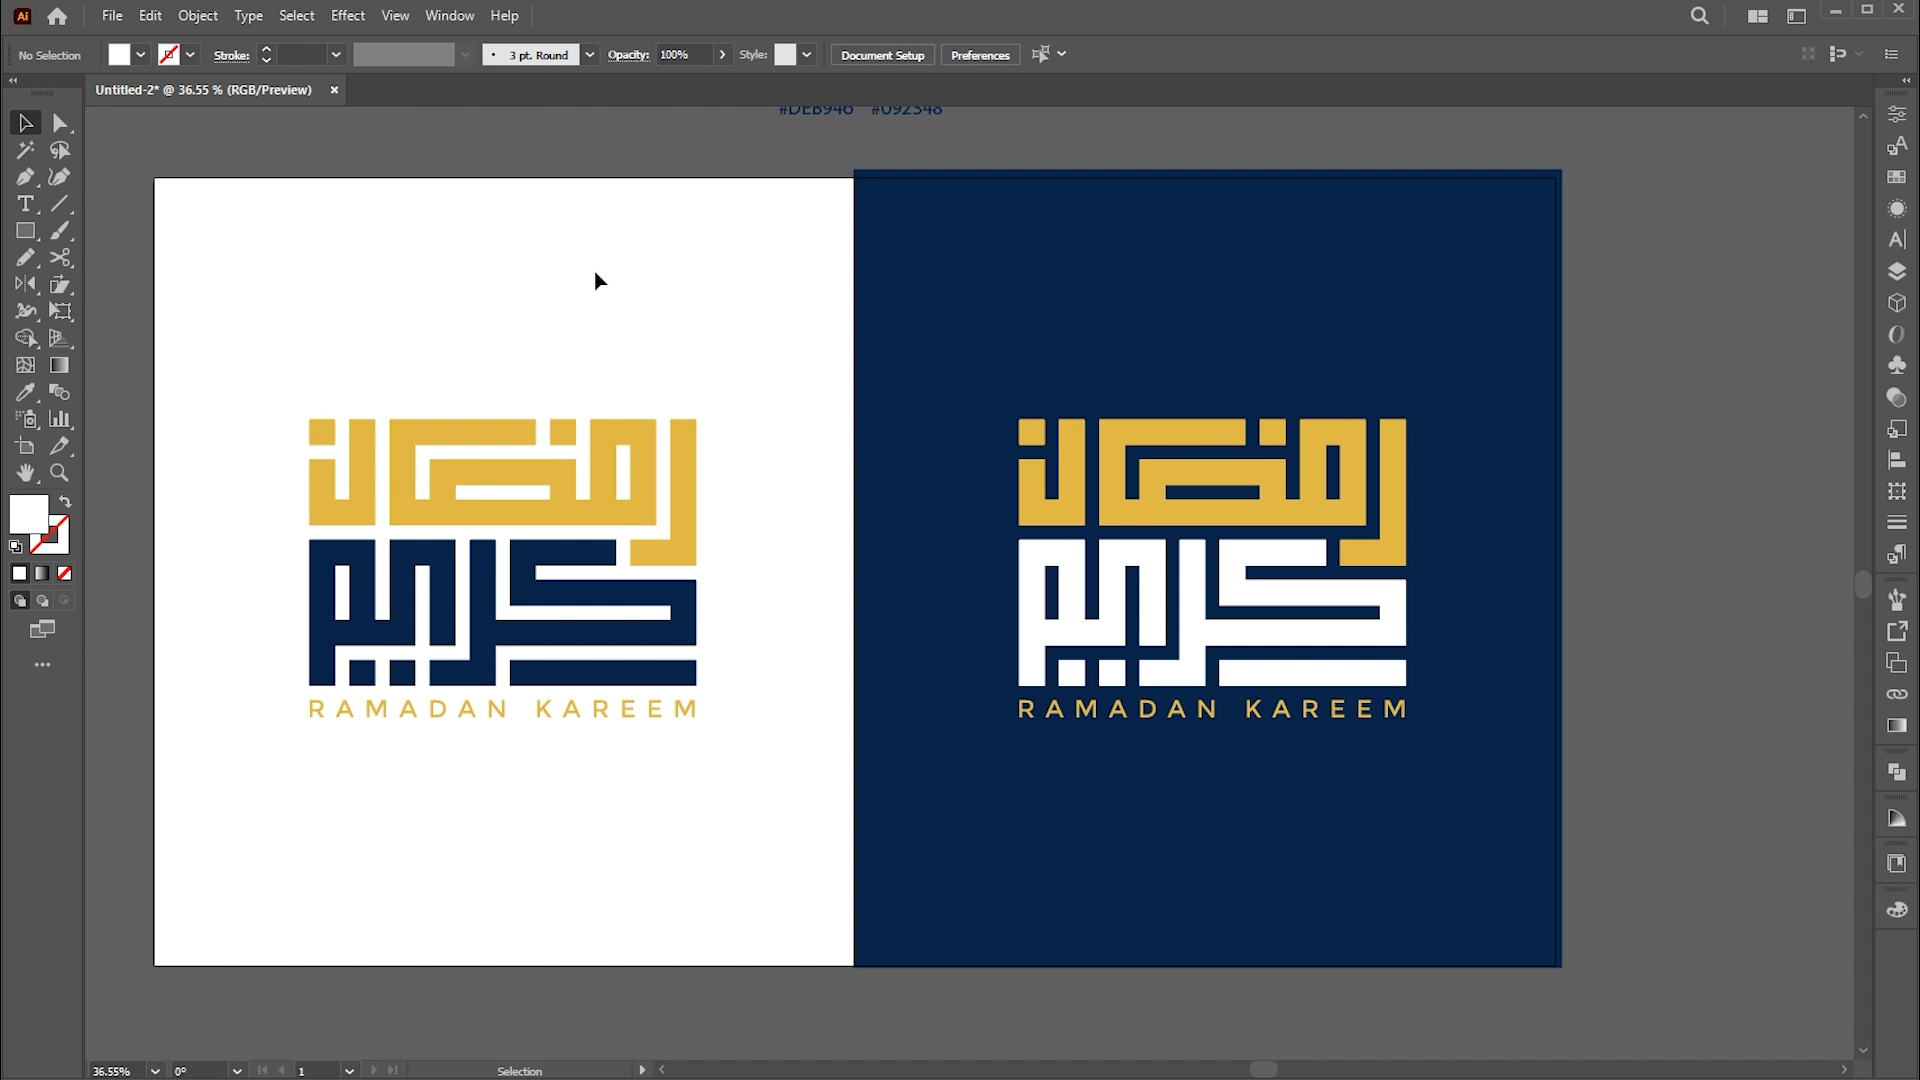 File Edit Object Type Select Effect View Window Help
No Selection Stroke: 3 pt. Round Opacity: 100% Style: Document Setup Preferences
Untitled-2* @ 36.55 % (RGB/Preview)
#DEB946 #092348
رمضان
كريم
RAMADAN KAREEM
رمضان
كريم
RAMADAN KAREEM
36.55% 0° 1 Selection